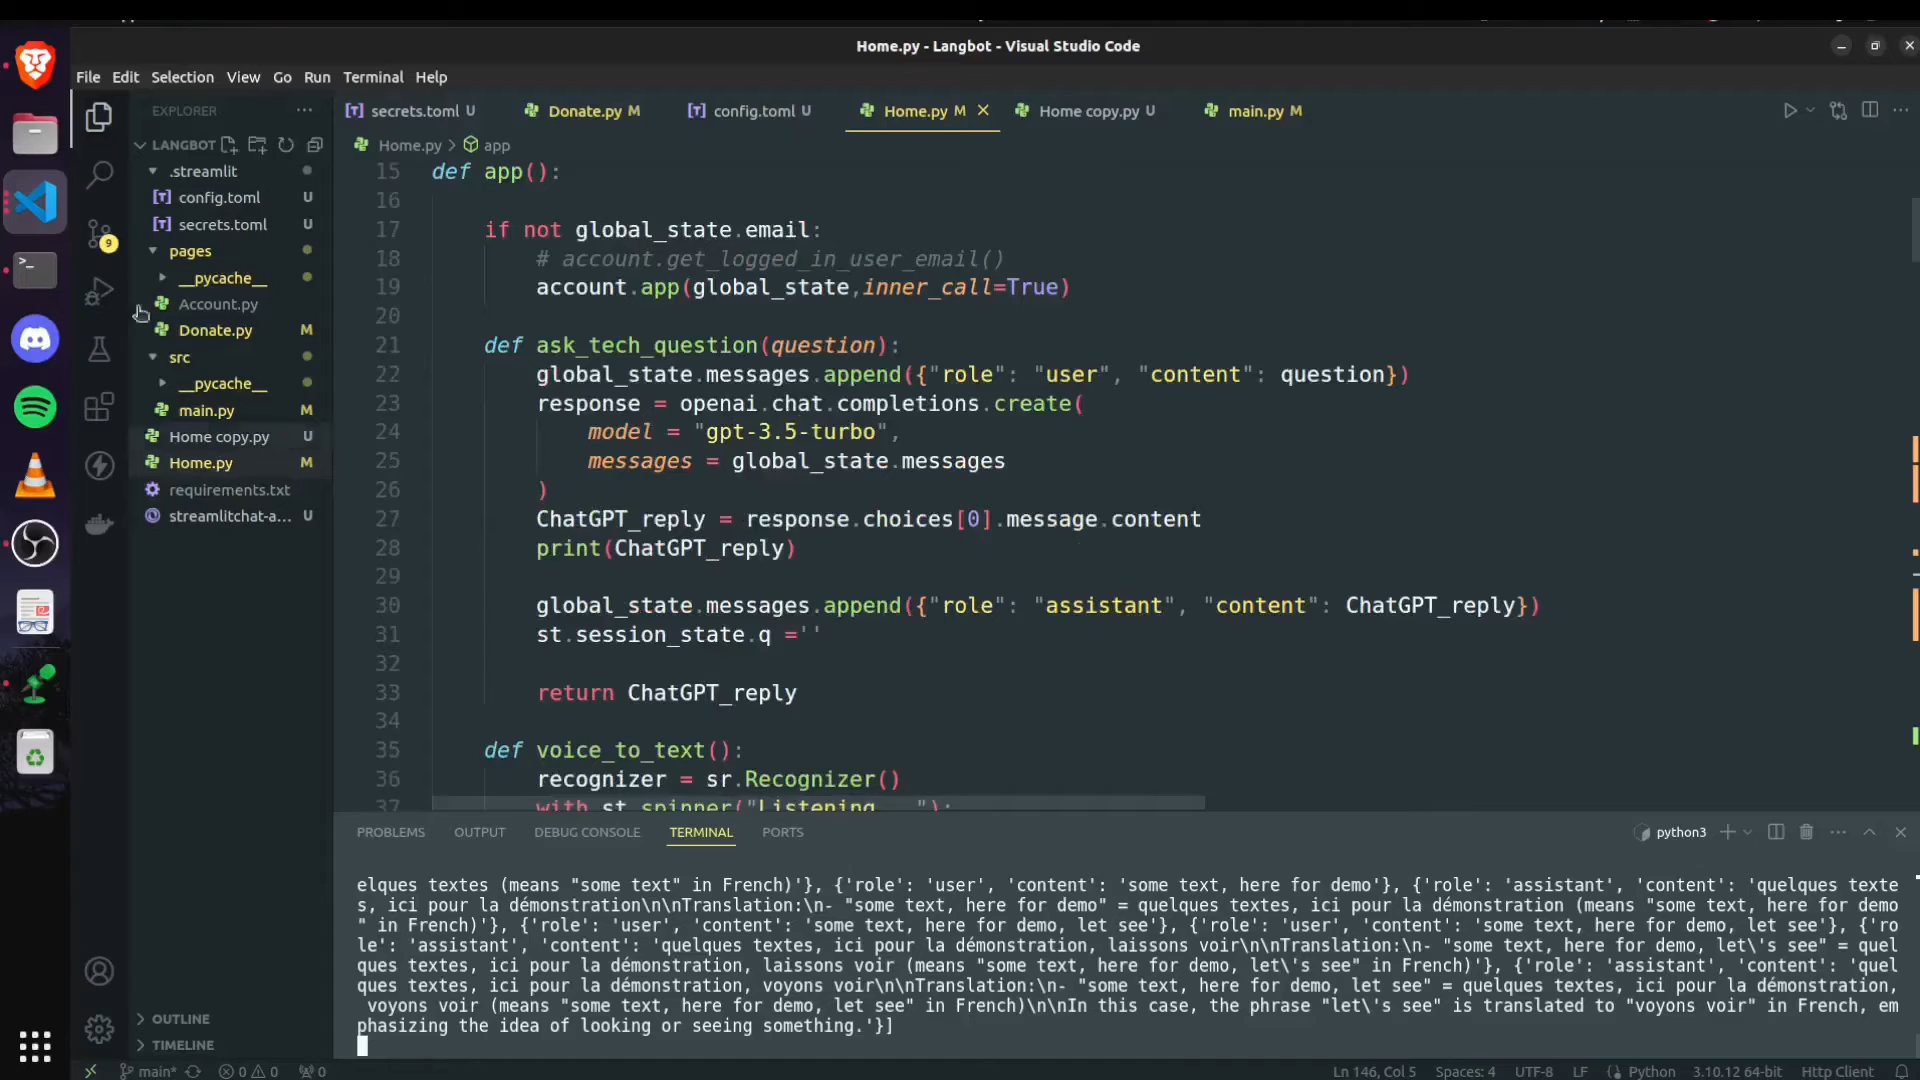 Home.py - Langbot - Visual Studio Code
File Edit Selection View Go Run Terminal Help
EXPLORER
LANGBOT
.streamlit
config.toml U
secrets.toml U
pages
__pycache__
Account.py
Donate.py M
src
__pycache__
main.py M
Home copy.py U
Home.py M
requirements.txt
streamlitchat-a... U
OUTLINE
TIMELINE
9
secrets.toml U Donate.py M config.toml U Home.py M Home copy.py U main.py M
Home.py > app
15 def app():
16
17 if not global_state.email:
18 # account.get_logged_in_user_email()
19 account.app(global_state,inner_call=True)
20
21 def ask_tech_question(question):
22 global_state.messages.append({"role": "user", "content": question})
23 response = openai.chat.completions.create(
24 model = "gpt-3.5-turbo",
25 messages = global_state.messages
26 )
27 ChatGPT_reply = response.choices[0].message.content
28 print(ChatGPT_reply)
29
30 global_state.messages.append({"role": "assistant", "content": ChatGPT_reply})
31 st.session_state.q =''
32
33 return ChatGPT_reply
34
35 def voice_to_text():
36 recognizer = sr.Recognizer()
37 with st.spinner("Listening...");
PROBLEMS OUTPUT DEBUG CONSOLE TERMINAL PORTS
python3
elques textes (means "some text" in French)'}, {'role': 'user', 'content': 'some text, here for demo'}, {'role': 'assistant', 'content': 'quelques texte
s, ici pour la démonstration\n\nTranslation:\n- "some text, here for demo" = quelques textes, ici pour la démonstration (means "some text, here for demo
" in French)'}, {'role': 'user', 'content': 'some text, here for demo, let see'}, {'role': 'user', 'content': 'some text, here for demo, let see'}, {'ro
le': 'assistant', 'content': 'quelques textes, ici pour la démonstration, laissons voir\n\nTranslation:\n- "some text, here for demo, let\'s see" = quel
ques textes, ici pour la démonstration, laissons voir (means "some text, here for demo, let\'s see" in French)'}, {'role': 'assistant', 'content': 'quel
ques textes, ici pour la démonstration, voyons voir\n\nTranslation:\n- "some text, here for demo, let see" = quelques textes, ici pour la démonstration,
voyons voir (means "some text, here for demo, let see" in French)\n\nIn this case, the phrase "let\'s see" is translated to "voyons voir" in French, em
phasizing the idea of looking or seeing something.'}]
main* 0 0 0 Ln 146, Col 5 Spaces: 4 UTF-8 LF Python 3.10.12 64-bit Http Client